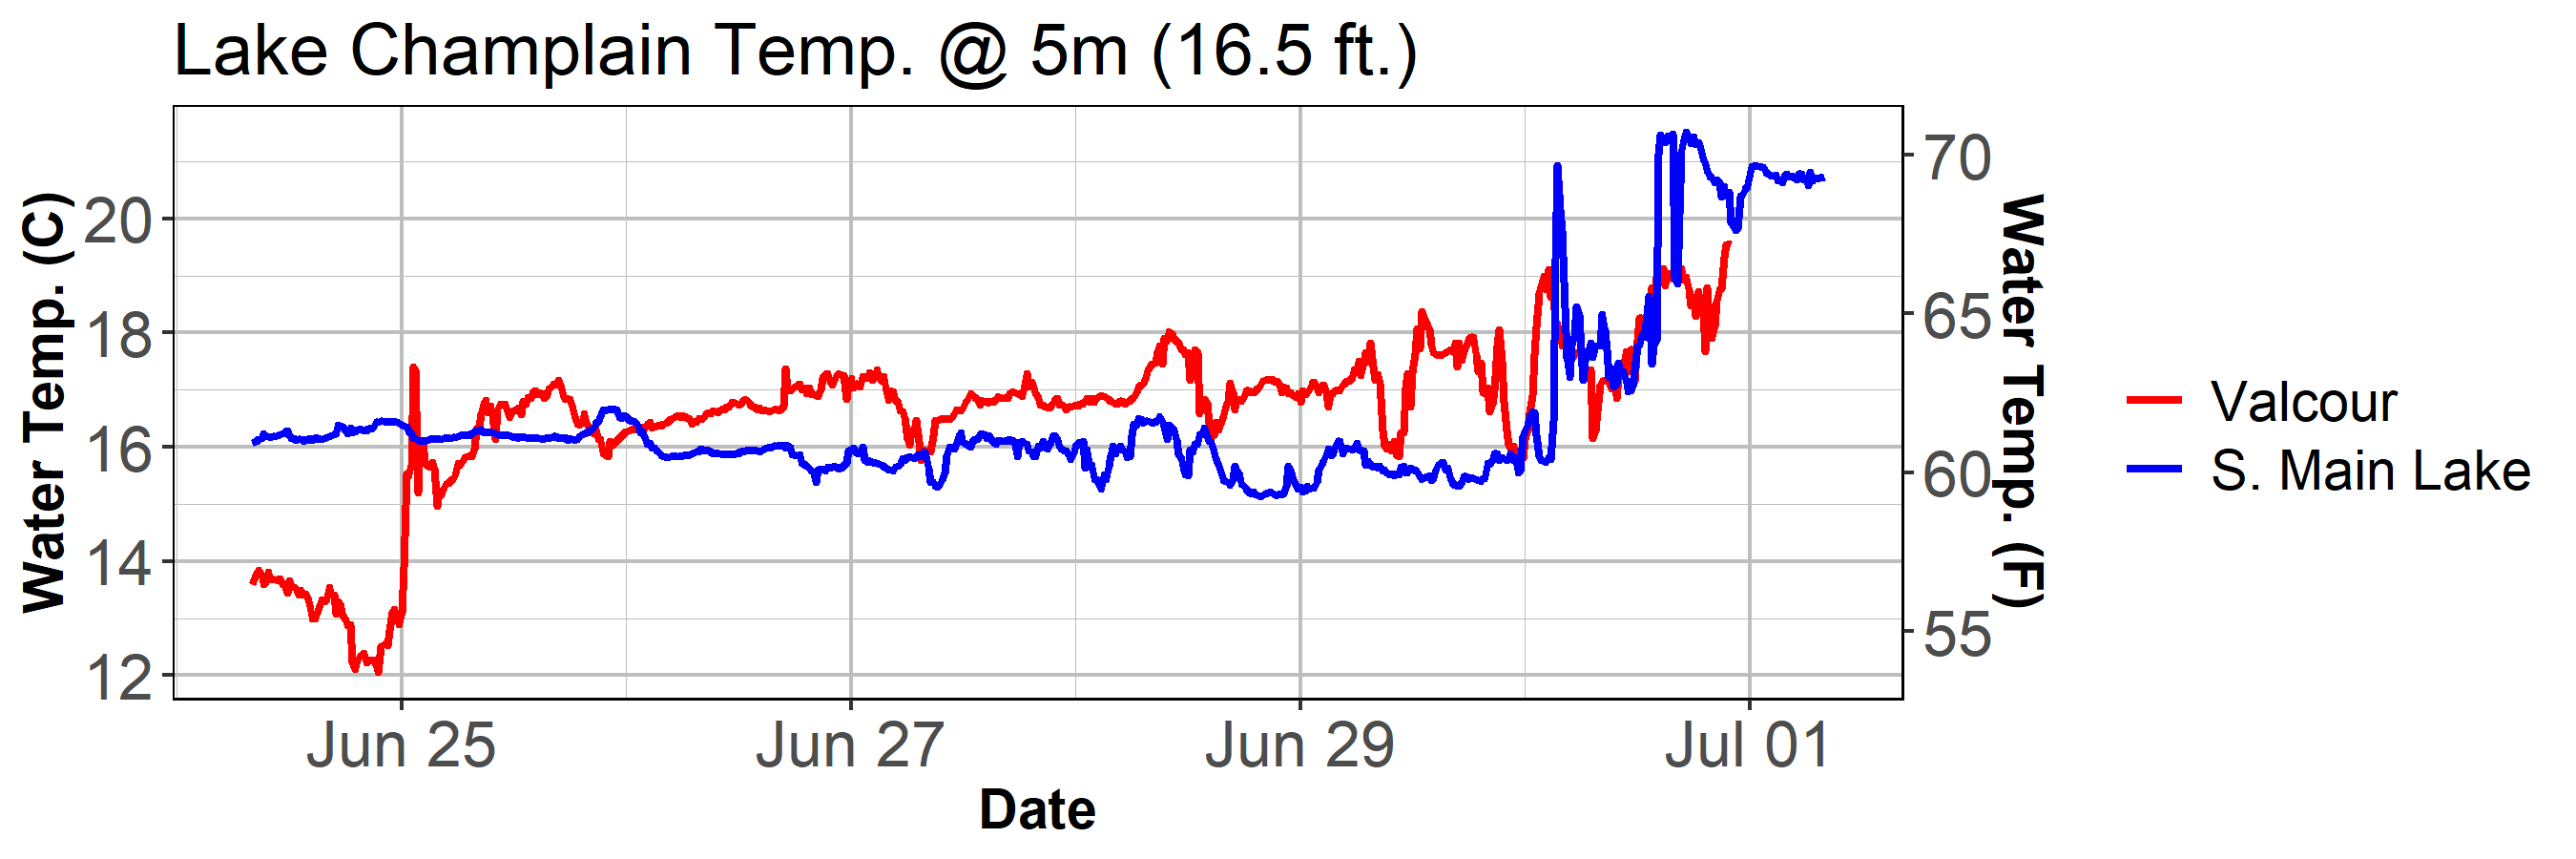 Lake Champlain Temp. @ 5m (16.5 ft.)
Water Temp. (C)
20
18
16
14
12
70
65
60
55
Water Temp. (F)
Jun 25
Jun 27
Jun 29
Jul 01
Date
Valcour
S. Main Lake